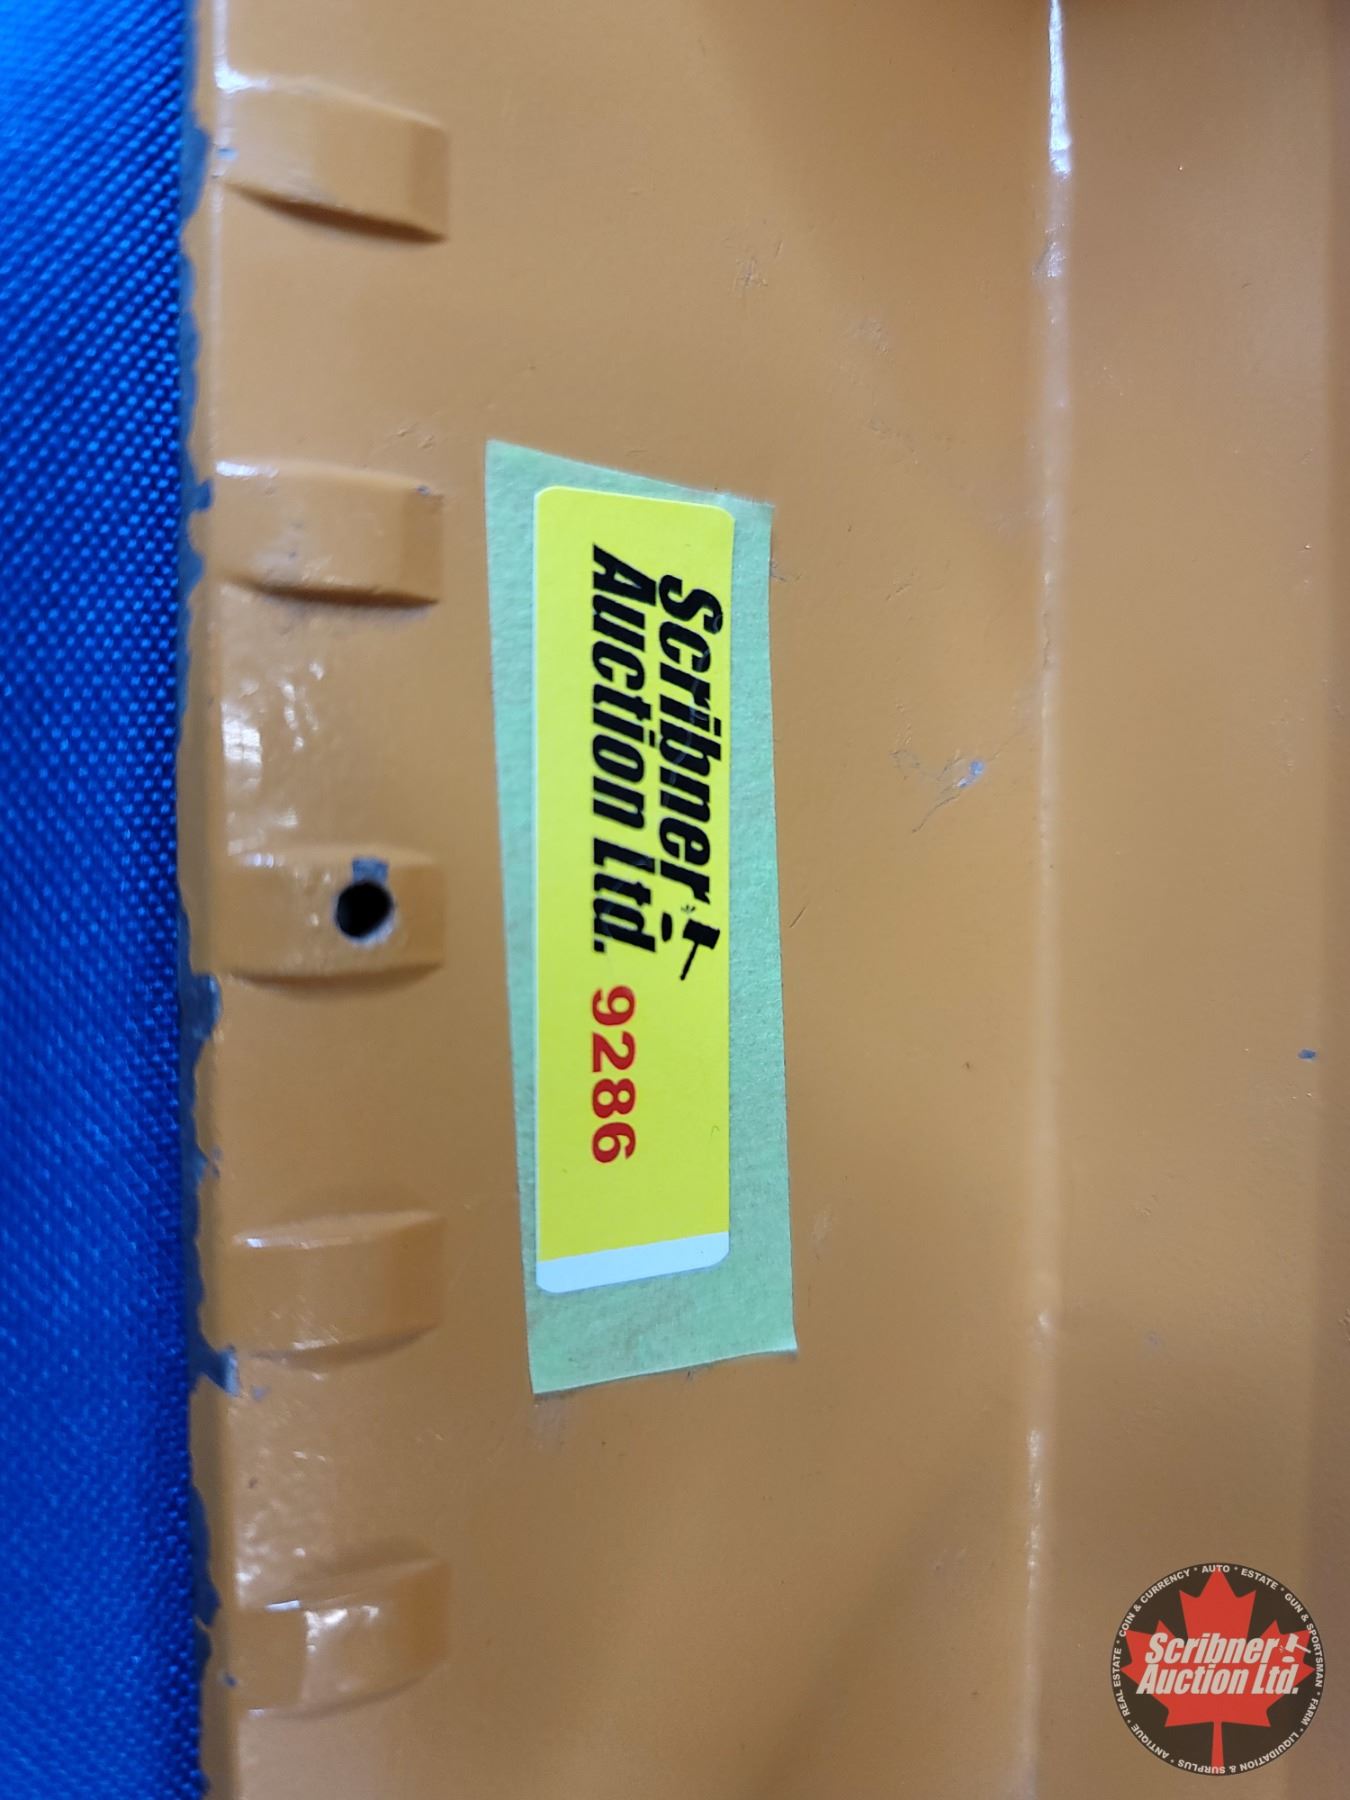 Scribner
Auction Ltd.
9286
COIN & CURRENCY • AUTO • ESTATE • GUN & SPORTSMAN • FARM • LIQUIDATION & SURPLUS • ANTIQUE • REAL ESTATE •
Scribner
Auction Ltd.